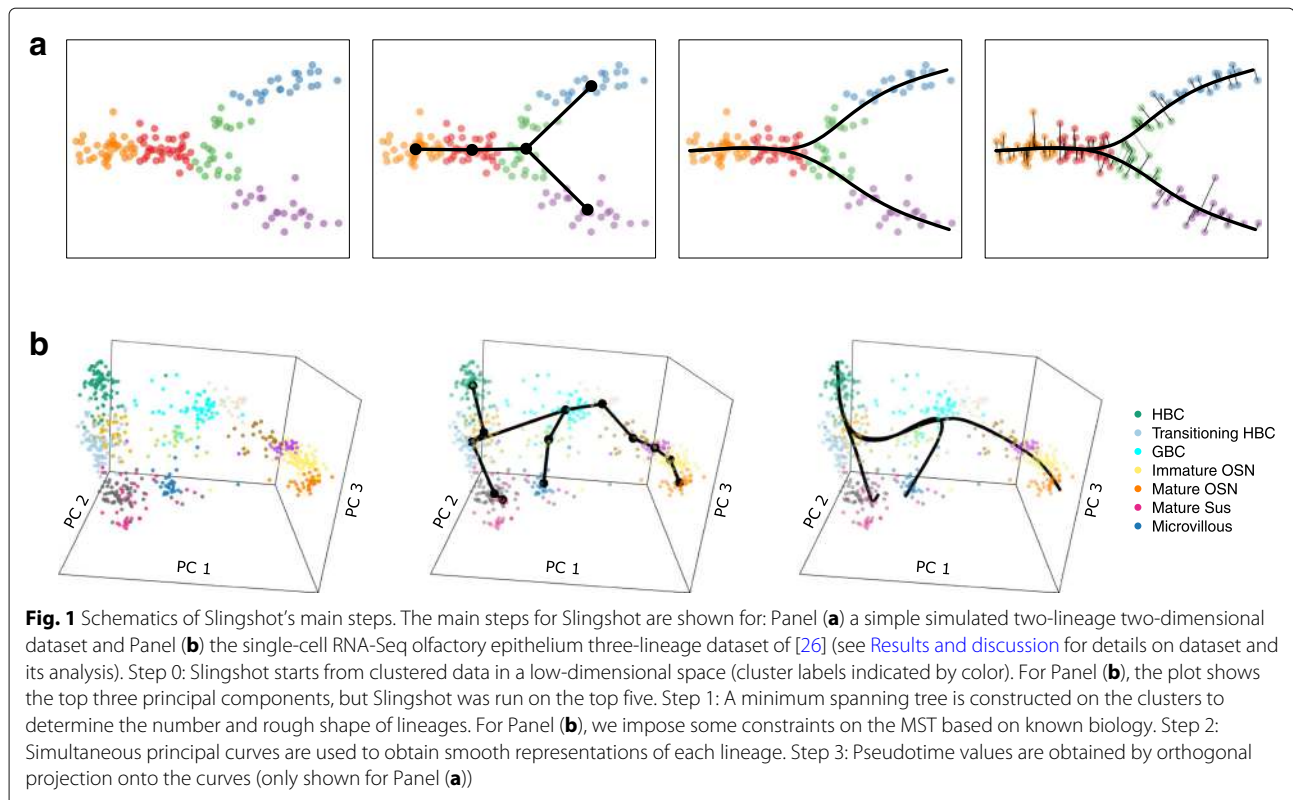 a
b
PC 2
PC 1
PC 3
PC 2
PC 1
PC 3
PC 2
PC 1
PC 3
HBC
Transitioning HBC
GBC
Immature OSN
Mature OSN
Mature Sus
Microvillous
Fig. 1 Schematics of Slingshot's main steps. The main steps for Slingshot are shown for: Panel (a) a simple simulated two-lineage two-dimensional
dataset and Panel (b) the single-cell RNA-Seq olfactory epithelium three-lineage dataset of [26] (see Results and discussion for details on dataset and
its analysis). Step 0: Slingshot starts from clustered data in a low-dimensional space (cluster labels indicated by color). For Panel (b), the plot shows
the top three principal components, but Slingshot was run on the top five. Step 1: A minimum spanning tree is constructed on the clusters to
determine the number and rough shape of lineages. For Panel (b), we impose some constraints on the MST based on known biology. Step 2:
Simultaneous principal curves are used to obtain smooth representations of each lineage. Step 3: Pseudotime values are obtained by orthogonal
projection onto the curves (only shown for Panel (a))